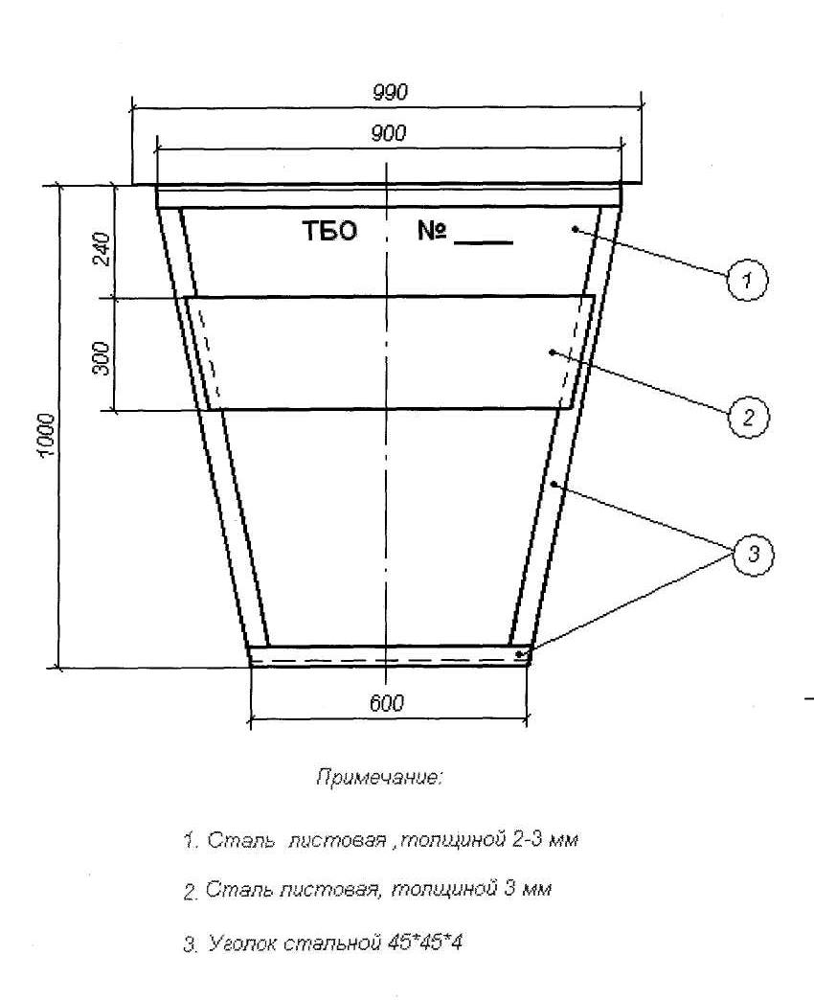 990
900
ТБО № ____
240
1
300
2
1000
3
600
Примечание:
1. Сталь листовая ,толщиной 2-3 мм
2. Сталь листовая, толщиной 3 мм
3. Уголок стальной 45*45*4